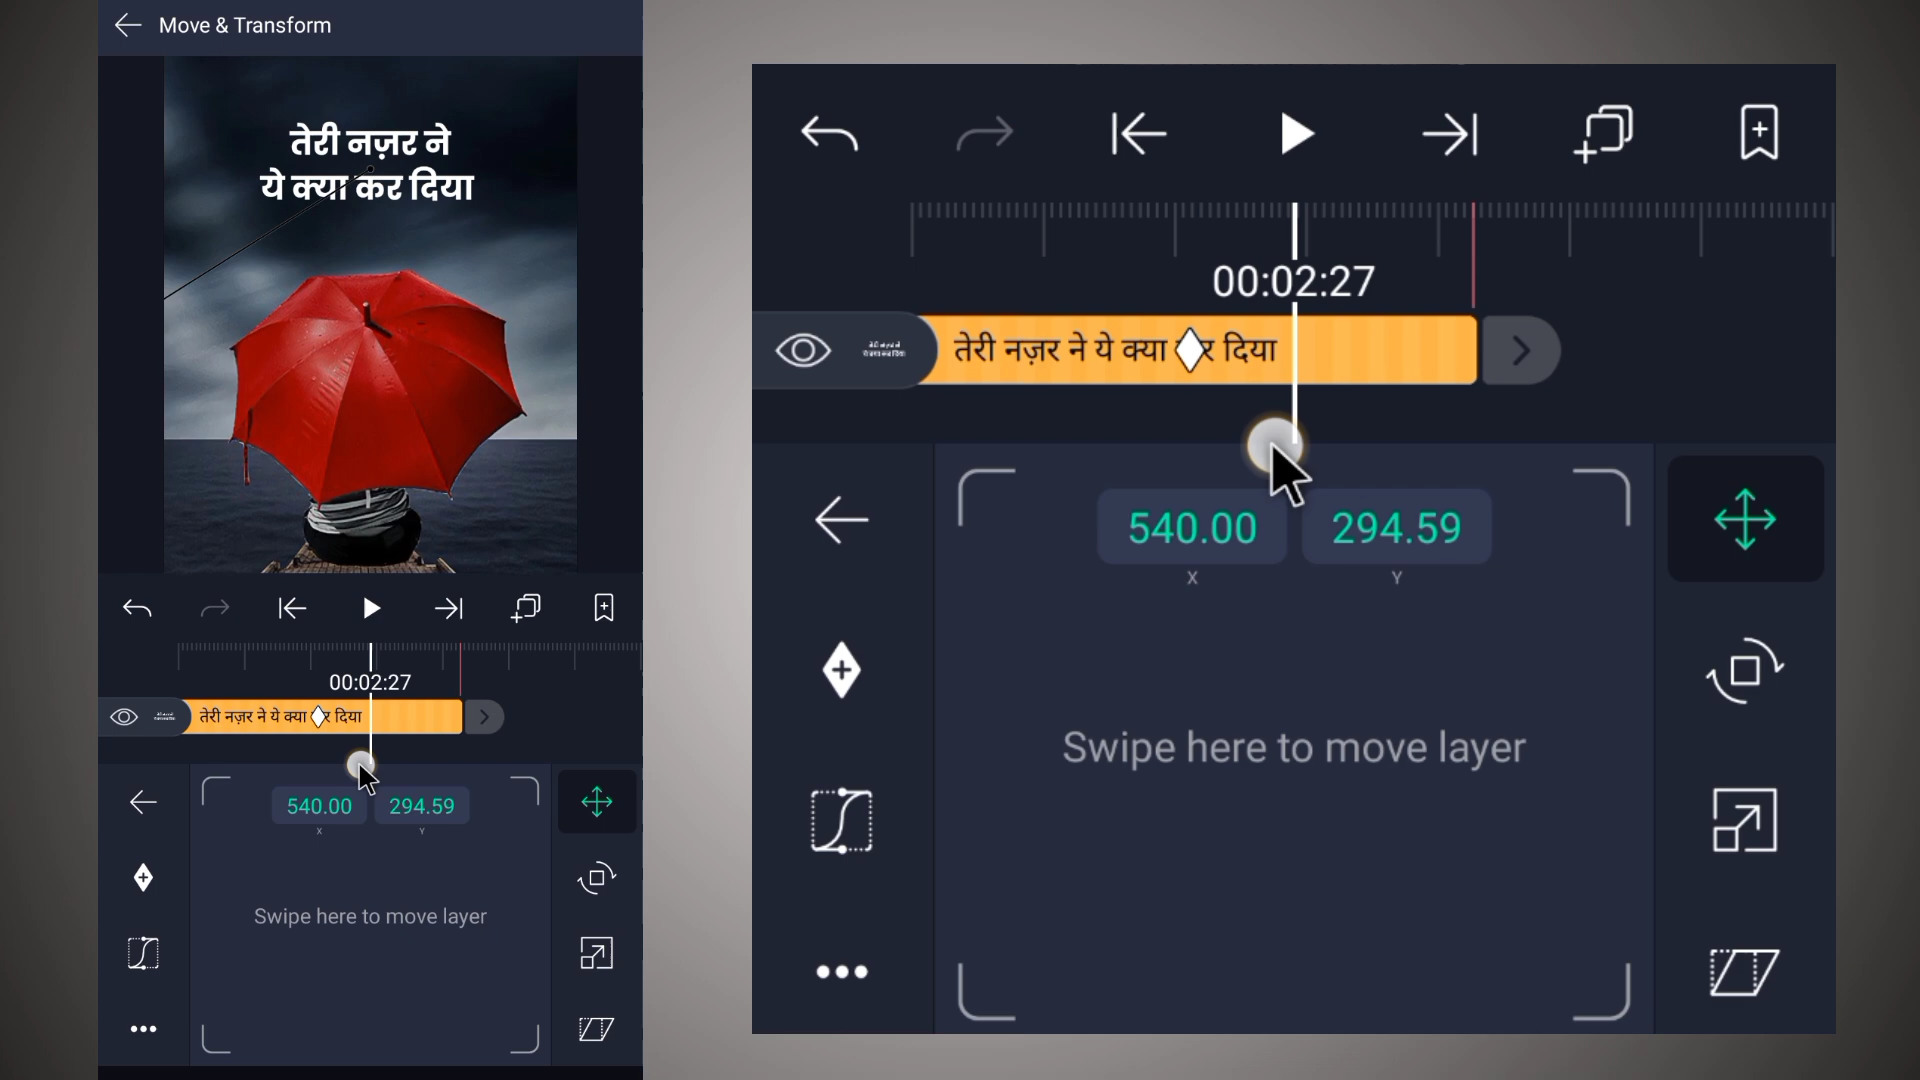 Move & Transform
तेरी नज़र ने
ये क्या कर दिया
00:02:27
तेरी नज़र ने ये क्या र दिया
540.00 294.59
X Y
Swipe here to move layer
00:02:27
तेरी नज़र ने ये क्या र दिया
540.00 294.59
X Y
Swipe here to move layer